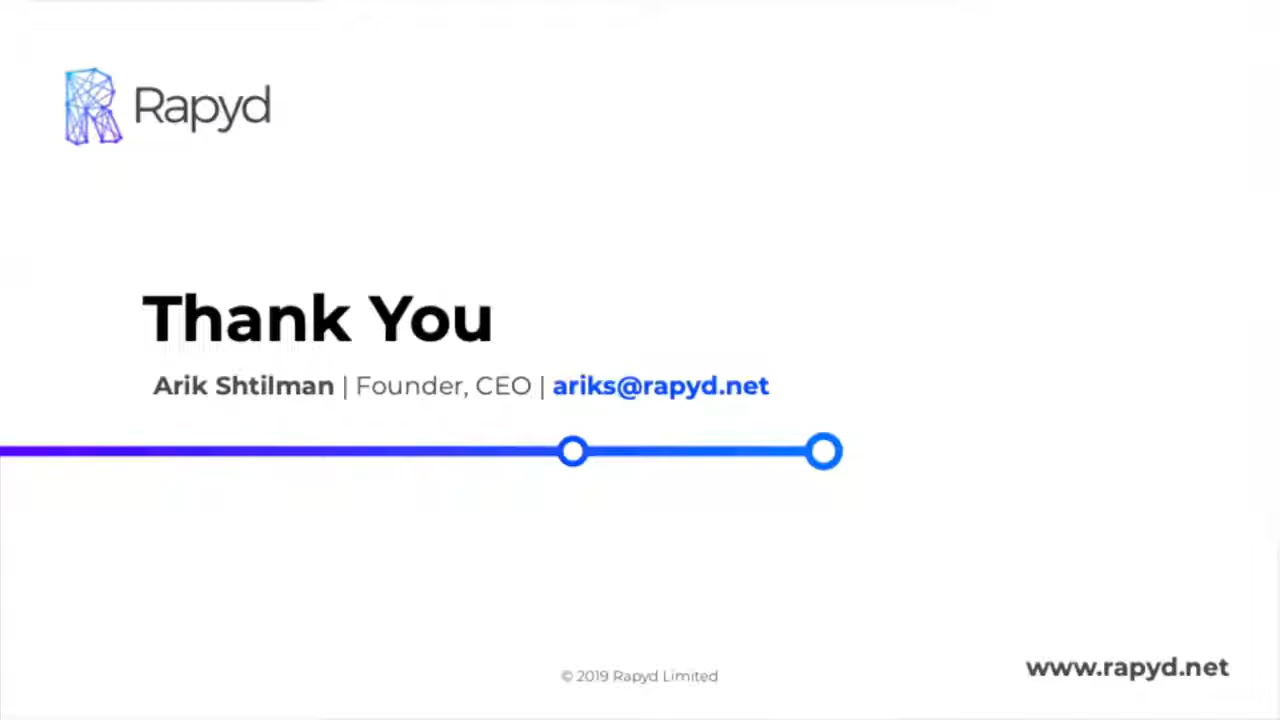 Rapyd
Thank You
Arik Shtilman | Founder, CEO | ariks@rapyd.net
© 2019 Rapyd Limited
www.rapyd.net